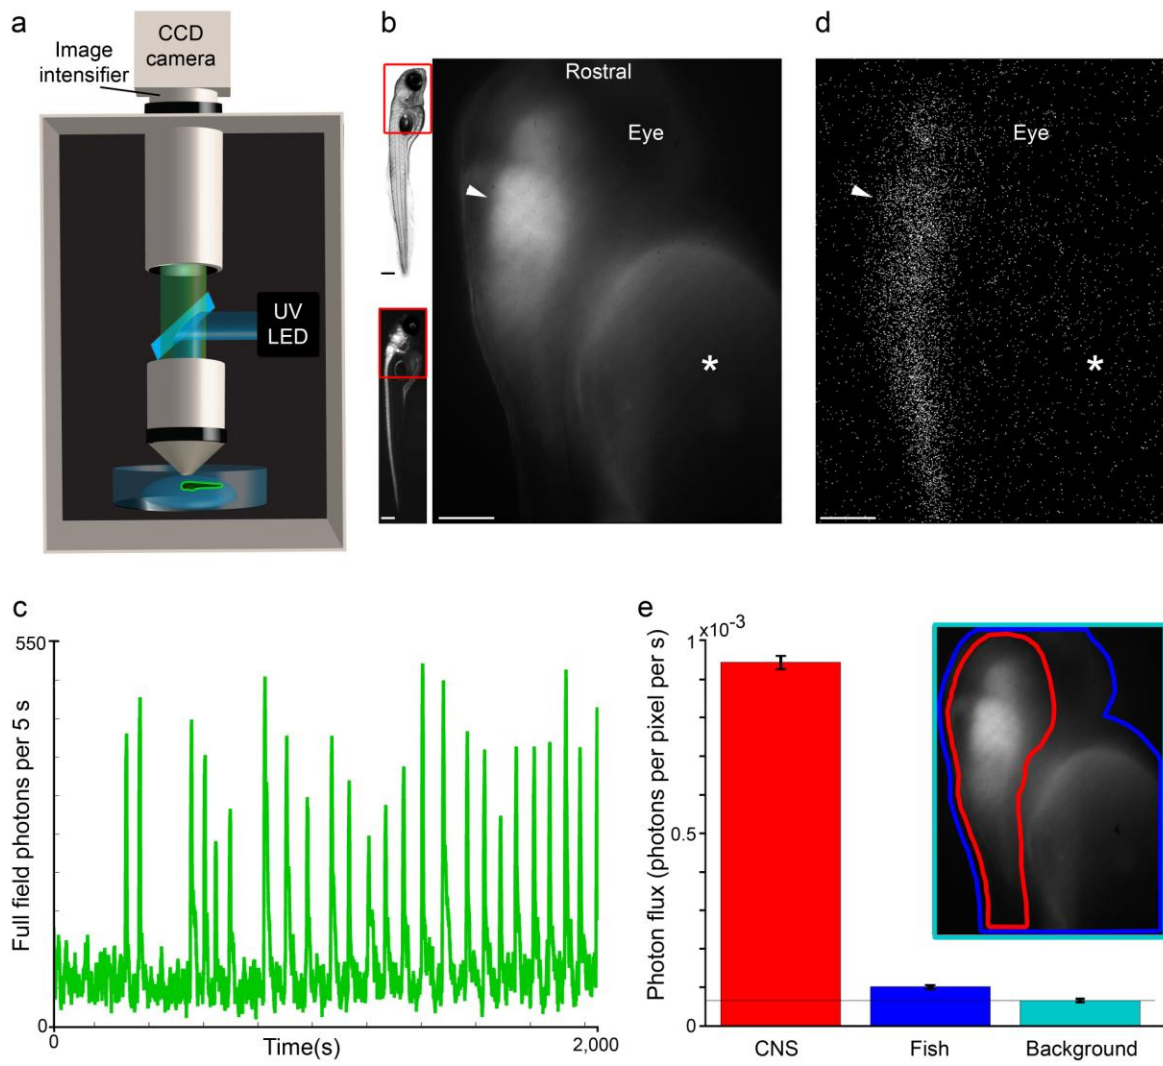 a
CCD
camera
Image
intensifier
UV
LED
b
Rostral
Eye
*
d
Eye
*
c
550
Full field photons per 5 s
0
0
Time(s)
2,000
e
x10-3
1
0.5
0
Photon flux (photons per pixel per s)
CNS
Fish
Background